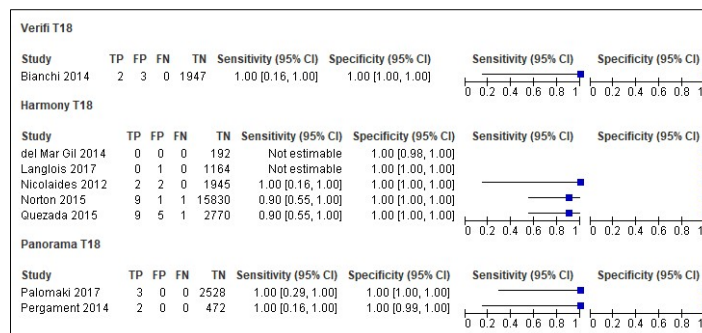 Verifi T18
Study TP FP FN TN Sensitivity (95% CI) Specificity (95% CI) Sensitivity (95% CI) Specificity (95% CI)
Bianchi 2014 2 3 0 1947 1.00 [0.16, 1.00] 1.00 [1.00, 1.00]
0 0.2 0.4 0.6 0.8 1 0 0.2 0.4 0.6 0.8 1
Harmony T18
Study TP FP FN TN Sensitivity (95% CI) Specificity (95% CI) Sensitivity (95% CI) Specificity (95% CI)
del Mar Gil 2014 0 0 0 192 Not estimable 1.00 [0.98, 1.00]
Langlois 2017 0 1 0 1164 Not estimable 1.00 [1.00, 1.00]
Nicolaides 2012 2 2 0 1945 1.00 [0.16, 1.00] 1.00 [1.00, 1.00]
Norton 2015 9 1 1 15830 0.90 [0.55, 1.00] 1.00 [1.00, 1.00]
Quezada 2015 9 5 1 2770 0.90 [0.55, 1.00] 1.00 [1.00, 1.00]
0 0.2 0.4 0.6 0.8 1 0 0.2 0.4 0.6 0.8 1
Panorama T18
Study TP FP FN TN Sensitivity (95% CI) Specificity (95% CI) Sensitivity (95% CI) Specificity (95% CI)
Palomaki 2017 3 0 0 2528 1.00 [0.29, 1.00] 1.00 [1.00, 1.00]
Pergament 2014 2 0 0 472 1.00 [0.16, 1.00] 1.00 [0.99, 1.00]
0 0.2 0.4 0.6 0.8 1 0 0.2 0.4 0.6 0.8 1